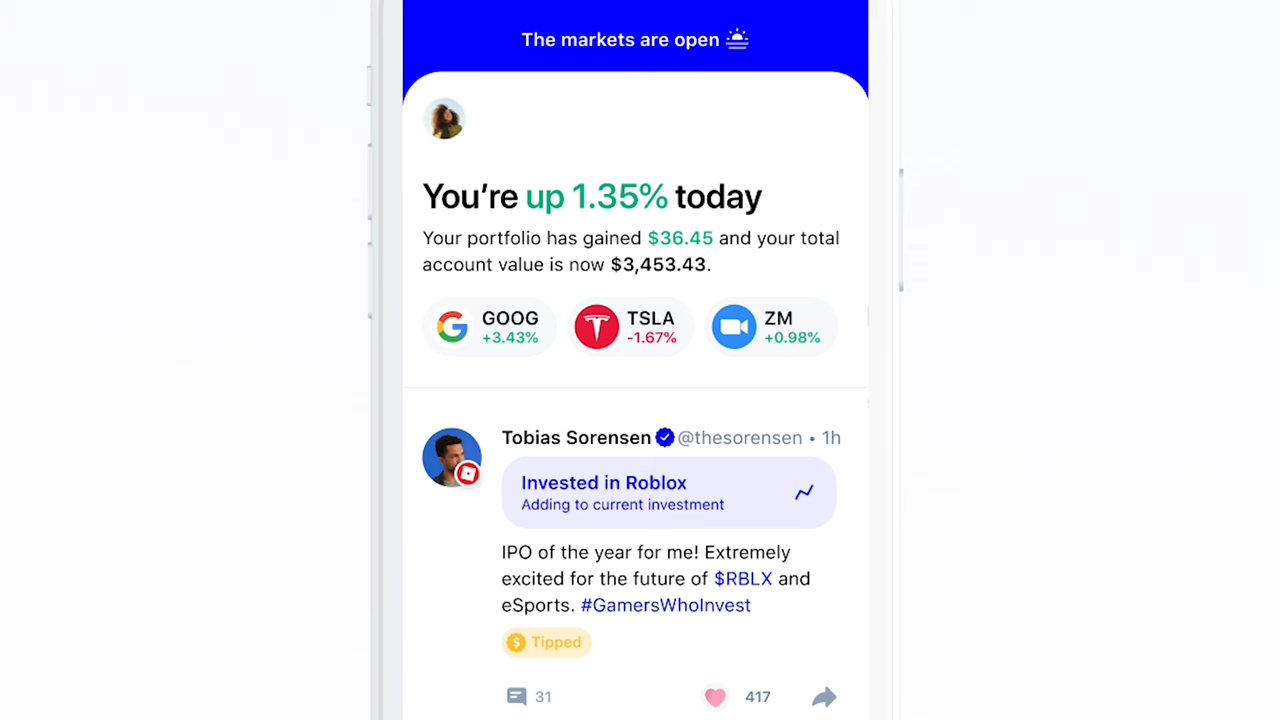 The markets are open
You're up 1.35% today
Your portfolio has gained $36.45 and your total
account value is now $3,453.43.
GOOG
+3.43%
TSLA
-1.67%
ZM
+0.98%
Tobias Sorensen @thesorensen • 1h
Invested in Roblox
Adding to current investment
IPO of the year for me! Extremely
excited for the future of $RBLX and
eSports. #GamersWhoInvest
$ Tipped
31
417